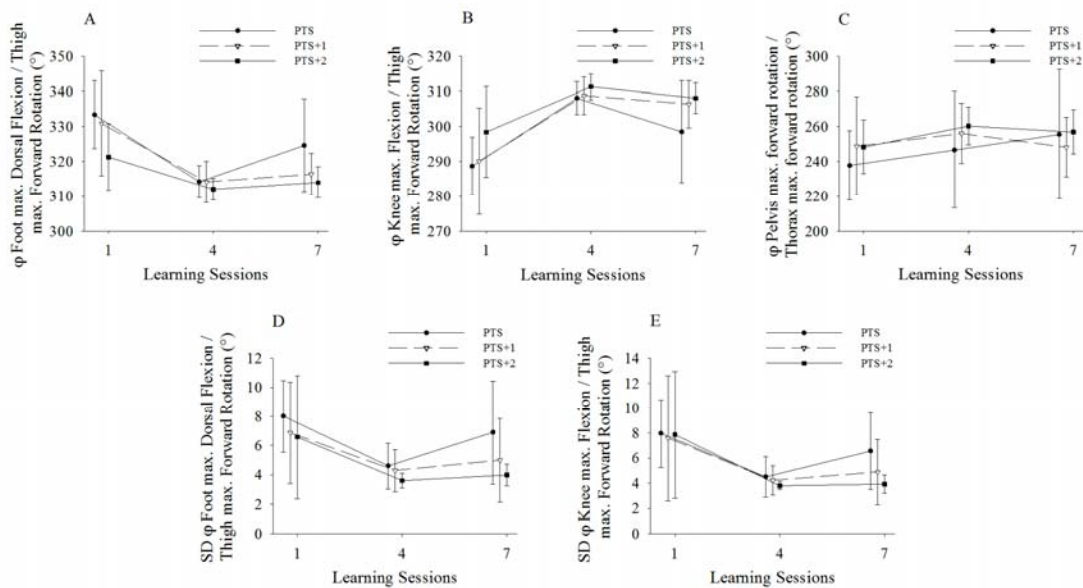 A
PTS
PTS+1
PTS+2
φ Foot max. Dorsal Flexion / Thigh
max. Forward Rotation (°)
350
340
330
320
310
300
1
4
7
Learning Sessions
B
PTS
PTS+1
PTS+2
φ Knee max. Flexion / Thigh
max. Forward Rotation (°)
330
320
310
300
290
280
270
1
4
7
Learning Sessions
C
PTS
PTS+1
PTS+2
φ Pelvis max. forward rotation /
Thorax max. forward rotation (°)
300
280
260
240
220
200
1
4
7
Learning Sessions
D
PTS
PTS+1
PTS+2
SD φ Foot max. Dorsal Flexion /
Thigh max. Forward Rotation (°)
12
10
8
6
4
2
0
1
4
7
Learning Sessions
E
PTS
PTS+1
PTS+2
SD φ Knee max. Flexion / Thigh
max. Forward Rotation (°)
14
12
10
8
6
4
2
0
1
4
7
Learning Sessions